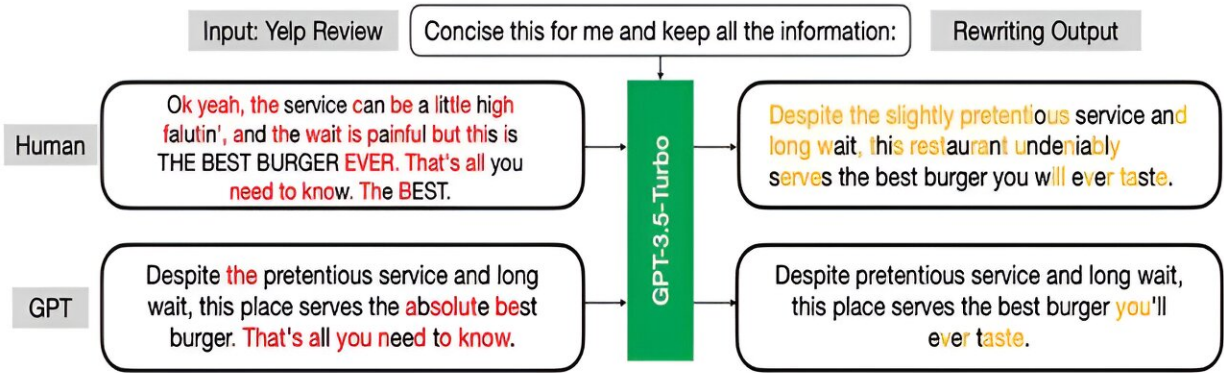 Input: Yelp Review
Concise this for me and keep all the information:
Rewriting Output
Human
Ok yeah, the service can be a little high
falutin', and the wait is painful but this is
THE BEST BURGER EVER. That's all you
need to know. The BEST.
GPT-3.5-Turbo
Despite the slightly pretentious service and
long wait, this restaurant undeniably
serves the best burger you will ever taste.
GPT
Despite the pretentious service and long
wait, this place serves the absolute best
burger. That's all you need to know.
Despite pretentious service and long wait,
this place serves the best burger you'll
ever taste.